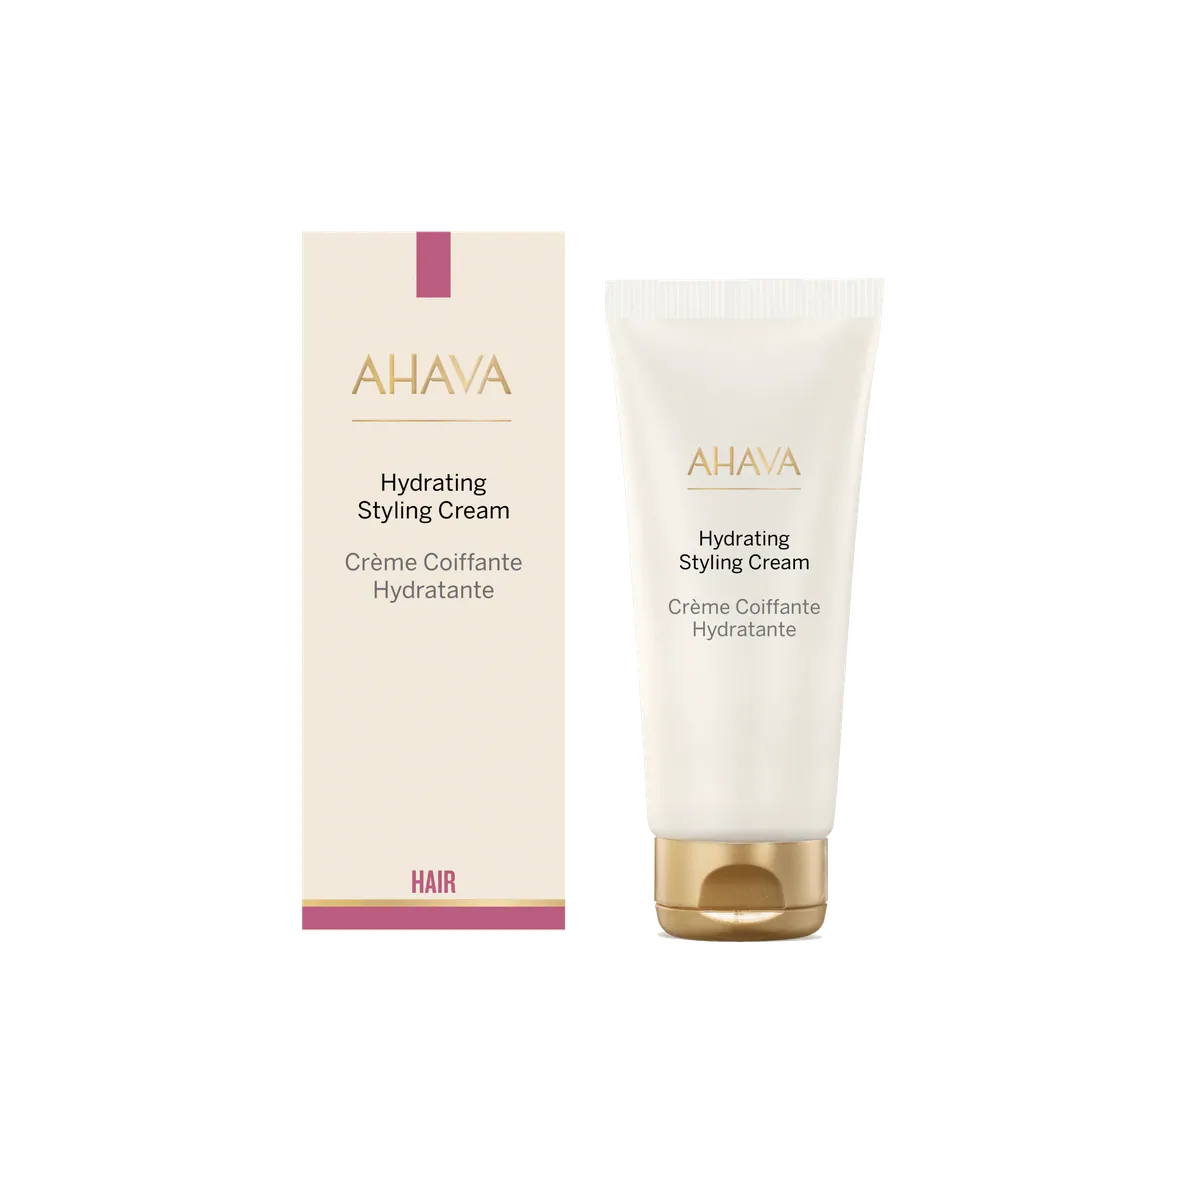 AHAVA
Hydrating
Styling Cream
Crème Coiffante
Hydratante
HAIR
AHAVA
Hydrating
Styling Cream
Crème Coiffante
Hydratante